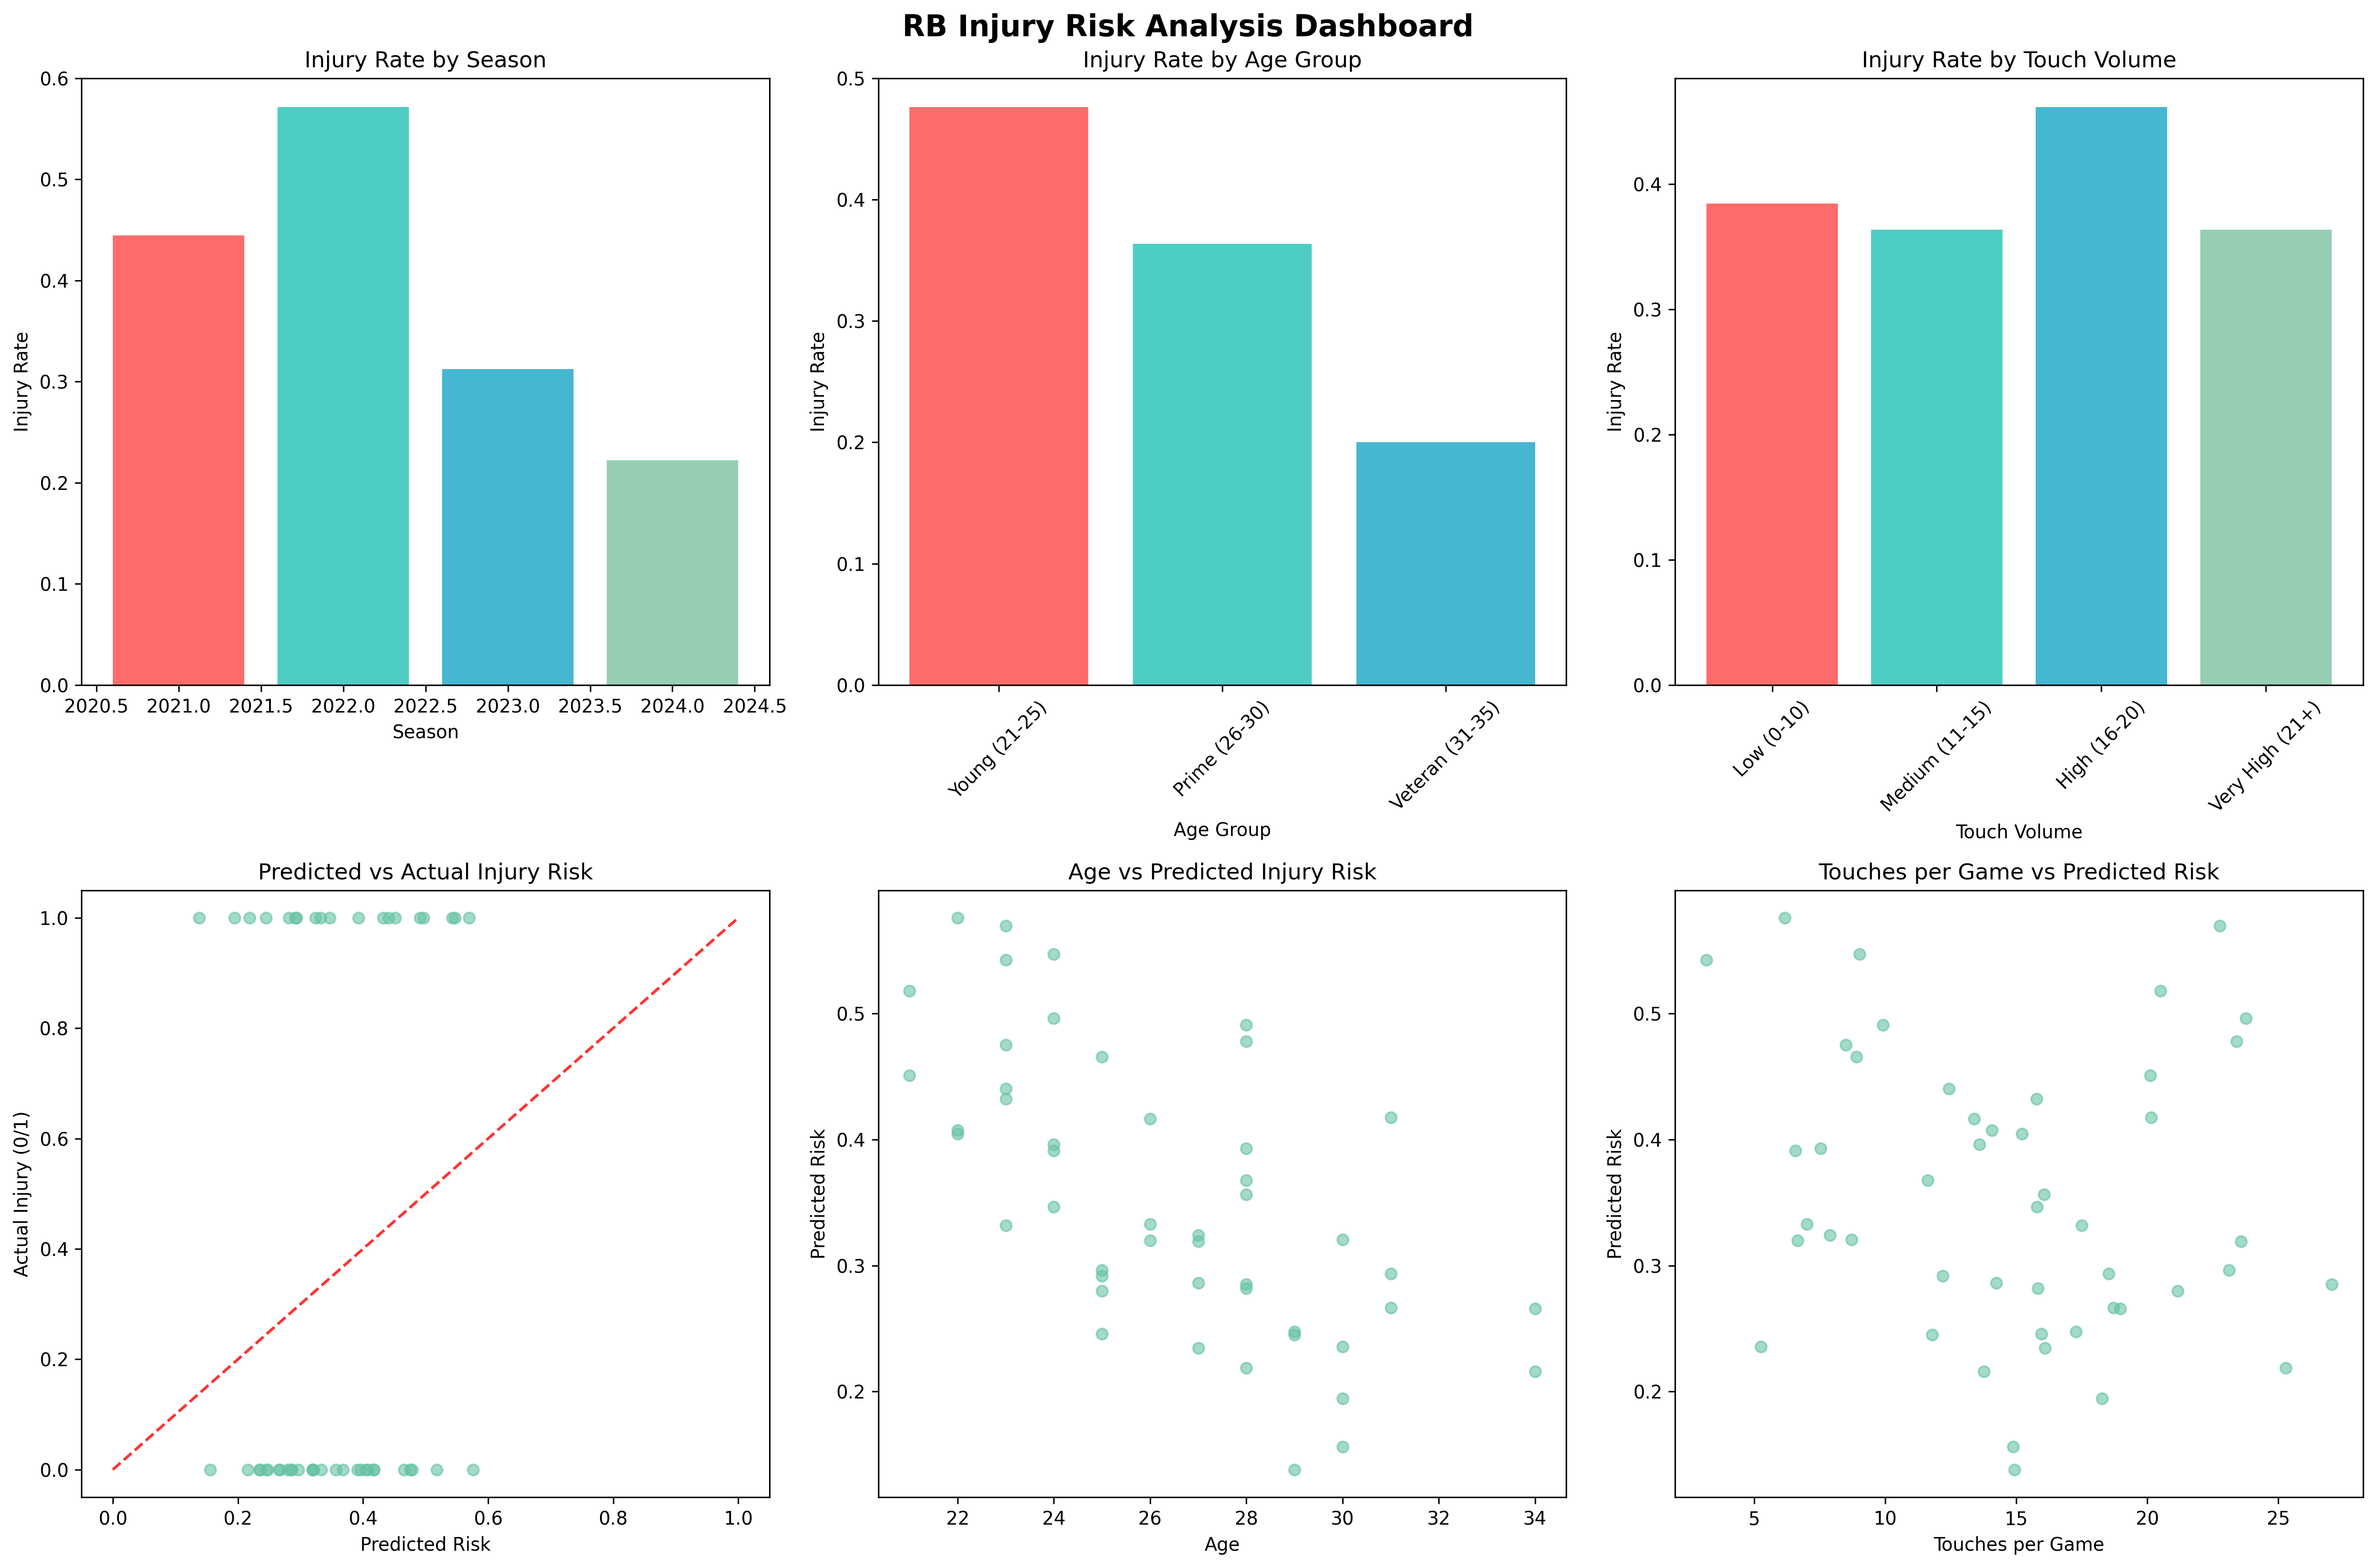 RB Injury Risk Analysis Dashboard
Injury Rate by Season
0.6
0.5
0.4
0.3
0.2
0.1
0.0
Injury Rate
2020.5 2021.0 2021.5 2022.0 2022.5 2023.0 2023.5 2024.0 2024.5
Season
Injury Rate by Age Group
0.5
0.4
0.3
0.2
0.1
0.0
Injury Rate
Young (21-25)
Prime (26-30)
Veteran (31-35)
Age Group
Injury Rate by Touch Volume
0.4
0.3
0.2
0.1
0.0
Injury Rate
Low (0-10)
Medium (11-15)
High (16-20)
Very High (21+)
Touch Volume
Predicted vs Actual Injury Risk
1.0
0.8
0.6
0.4
0.2
0.0
Actual Injury (0/1)
0.0 0.2 0.4 0.6 0.8 1.0
Predicted Risk
Age vs Predicted Injury Risk
0.5
0.4
0.3
0.2
Predicted Risk
22 24 26 28 30 32 34
Age
Touches per Game vs Predicted Risk
0.5
0.4
0.3
0.2
Predicted Risk
5 10 15 20 25
Touches per Game